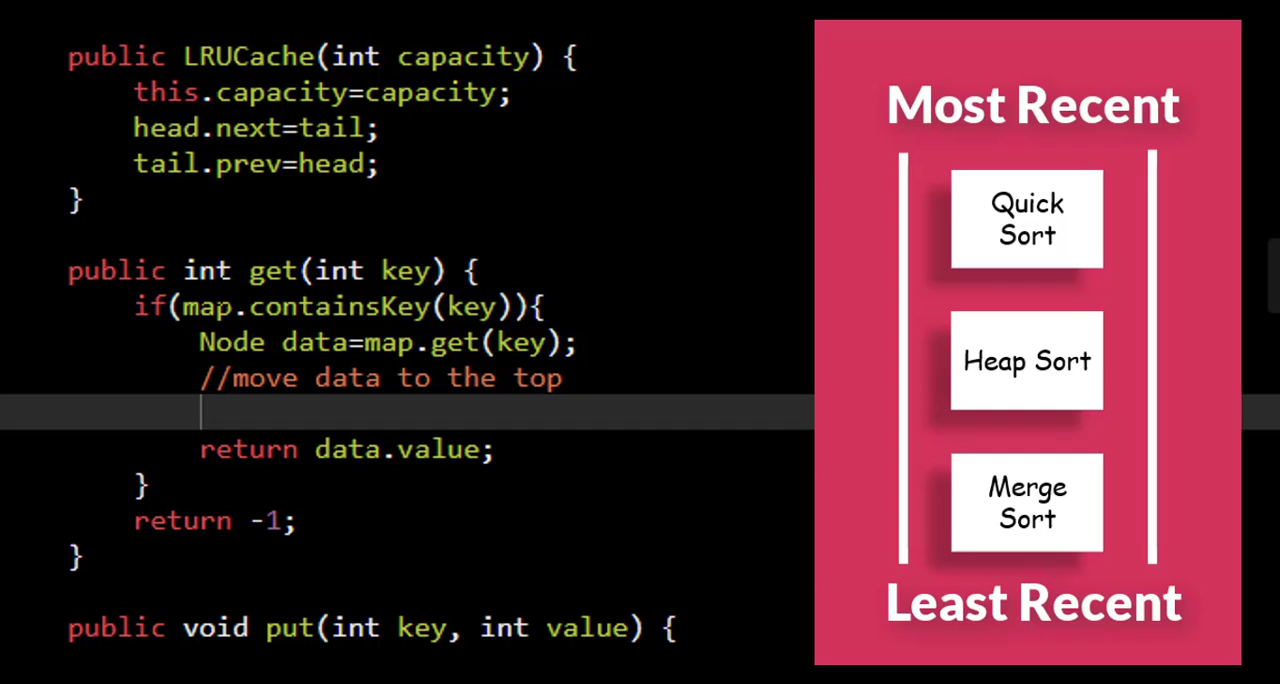 public LRUCache(int capacity) {
    this.capacity=capacity;
    head.next=tail;
    tail.prev=head;
}
public int get(int key) {
    if(map.containsKey(key)){
        Node data=map.get(key);
        //move data to the top
        return data.value;
    }
    return -1;
}
public void put(int key, int value) {
Most Recent
Quick
Sort
Heap Sort
Merge
Sort
Least Recent